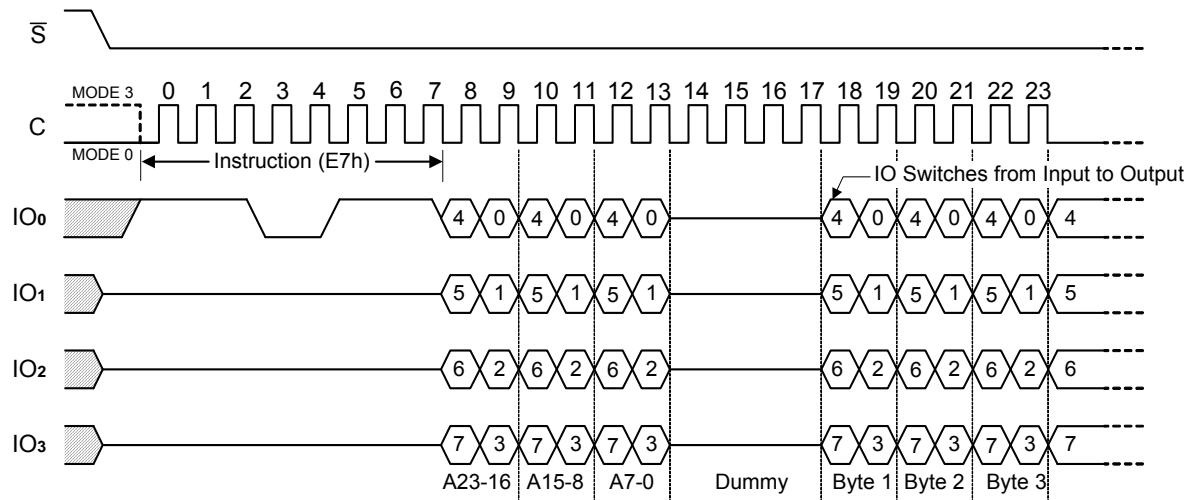 S
MODE 3 0 1 2 3 4 5 6 7 8 9 10 11 12 13 14 15 16 17 18 19 20 21 22 23
C
MODE 0
Instruction (E7h)
IO Switches from Input to Output
IO0 4 0 4 0 4 0 4 0 4 0 4 0 4
IO1 5 1 5 1 5 1 5 1 5 1 5 1 5
IO2 6 2 6 2 6 2 6 2 6 2 6 2 6
IO3 7 3 7 3 7 3 7 3 7 3 7 3 7
A23-16 A15-8 A7-0 Dummy Byte 1 Byte 2 Byte 3